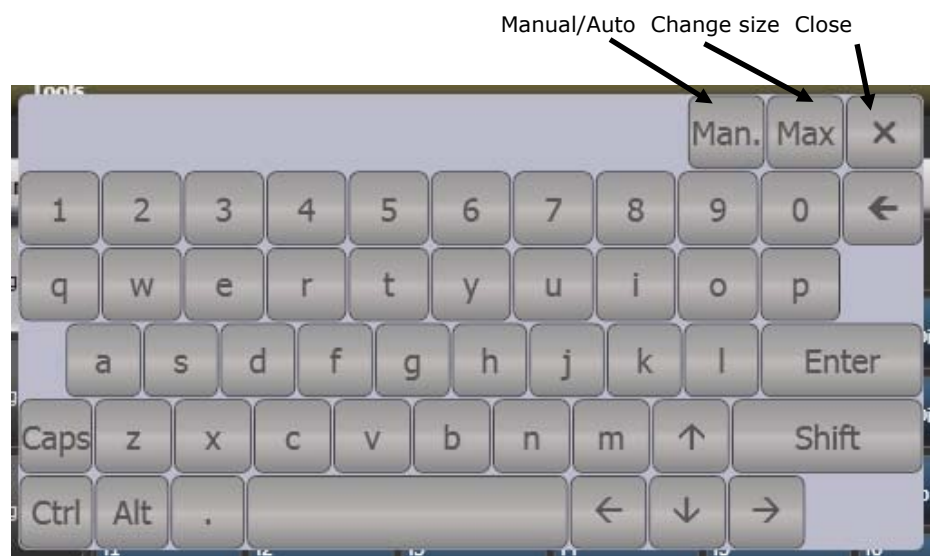 Manual/Auto Change size Close
Tools
Man. Max ×
1 2 3 4 5 6 7 8 9 0 ←
q w e r t y u i o p
a s d f g h j k l Enter
Caps z x c v b n m ↑ Shift
Ctrl Alt . ← ↓ →